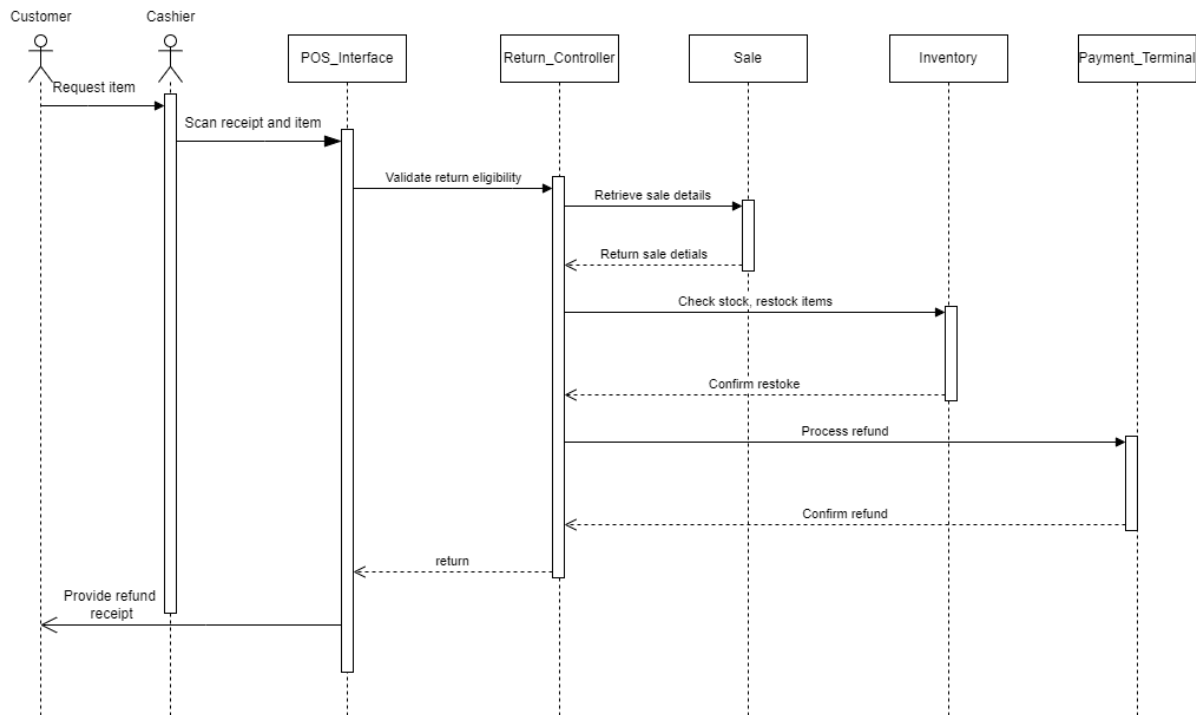 Customer
Cashier
POS_Interface
Return_Controller
Sale
Inventory
Payment_Terminal
Request item
Scan receipt and item
Validate return eligibility
Retrieve sale details
Return sale detials
Check stock, restock items
Confirm restoke
Process refund
Confirm refund
return
Provide refund
receipt